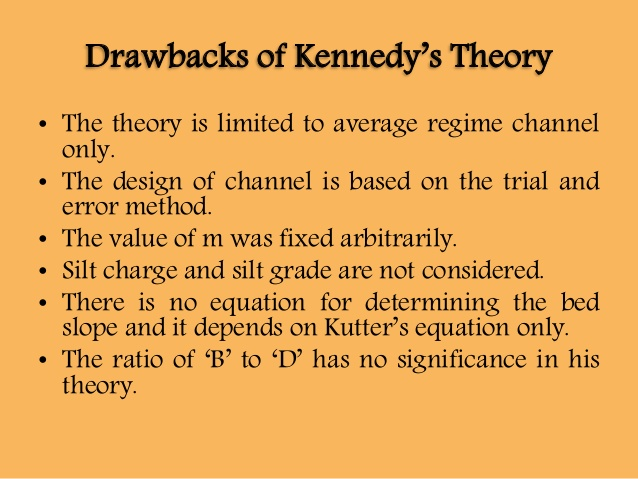 Drawbacks of Kennedy’s Theory
• The theory is limited to average regime channel
only.
• The design of channel is based on the trial and
error method.
• The value of m was fixed arbitrarily.
• Silt charge and silt grade are not considered.
• There is no equation for determining the bed
slope and it depends on Kutter’s equation only.
• The ratio of ‘B’ to ‘D’ has no significance in his
theory.